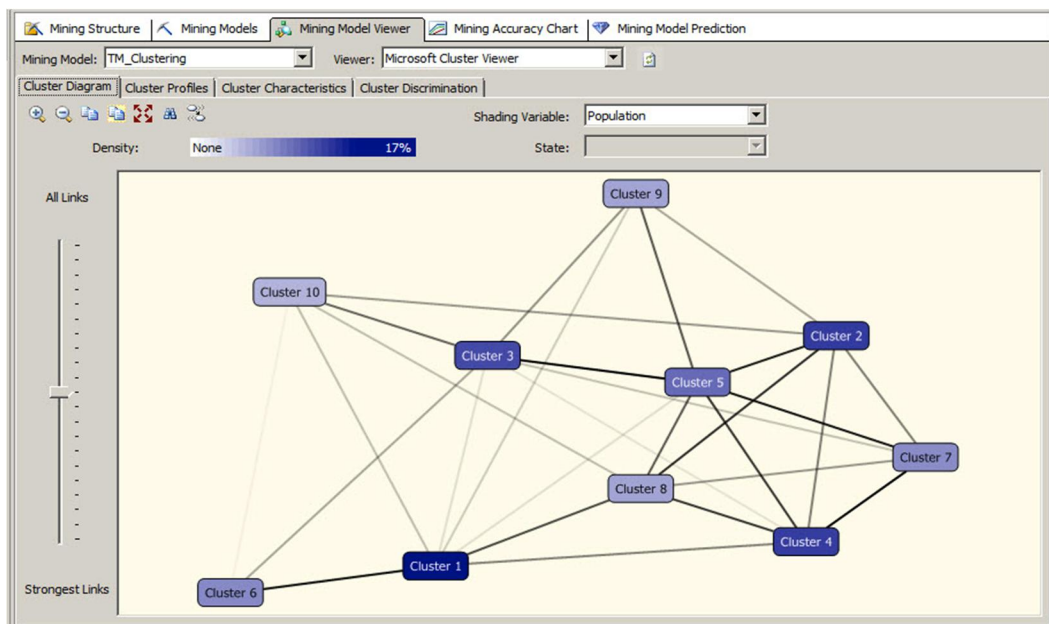 Mining Structure Mining Models Mining Model Viewer Mining Accuracy Chart Mining Model Prediction
Mining Model: TM_Clustering Viewer: Microsoft Cluster Viewer
Cluster Diagram Cluster Profiles Cluster Characteristics Cluster Discrimination
Shading Variable: Population
Density: None 17% State:
All Links
Cluster 9
Cluster 10
Cluster 2
Cluster 3
Cluster 5
Cluster 7
Cluster 8
Cluster 4
Cluster 1
Cluster 6
Strongest Links